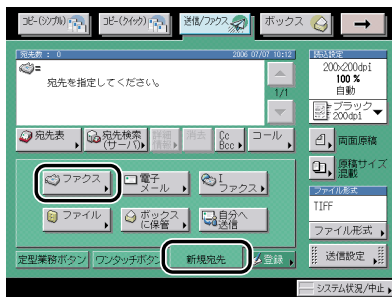 コピー(シンプル)
コピー(クイック)
送信/ファクス
ボックス
宛先数 : 0
2006 07/07 10:12
宛先を指定してください。
1/1
宛先表
宛先検索
(サーバ)
詳細
情報
消去
Cc
Bcc
コール
ファクス
電子
メール
I
ファクス
ファイル
ボックス
に保管
自分へ
送信
定型業務ボタン
ワンタッチボタン
新規宛先
登録
読込設定
200x200dpi
100 %
自動
ブラック
200dpi
両面原稿
原稿サイズ
混載
ファイル形式
TIFF
ファイル形式
送信設定
システム状況/中止